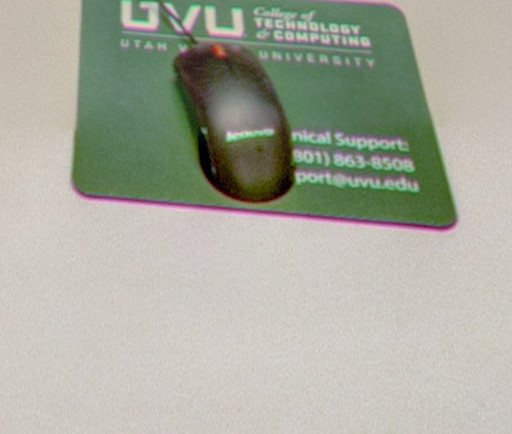 UVU College of
TECHNOLOGY
& COMPUTING
UTAH V UNIVERSITY
lenovo
nical Support:
801) 863-8508
port@uvu.edu